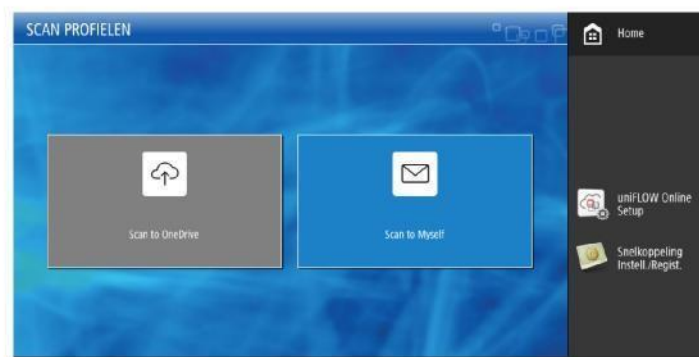 SCAN PROFIELEN
Home
Scan to OneDrive
Scan to Myself
uniFLOW Online
Setup
Snelkoppeling
Instell./Regist.